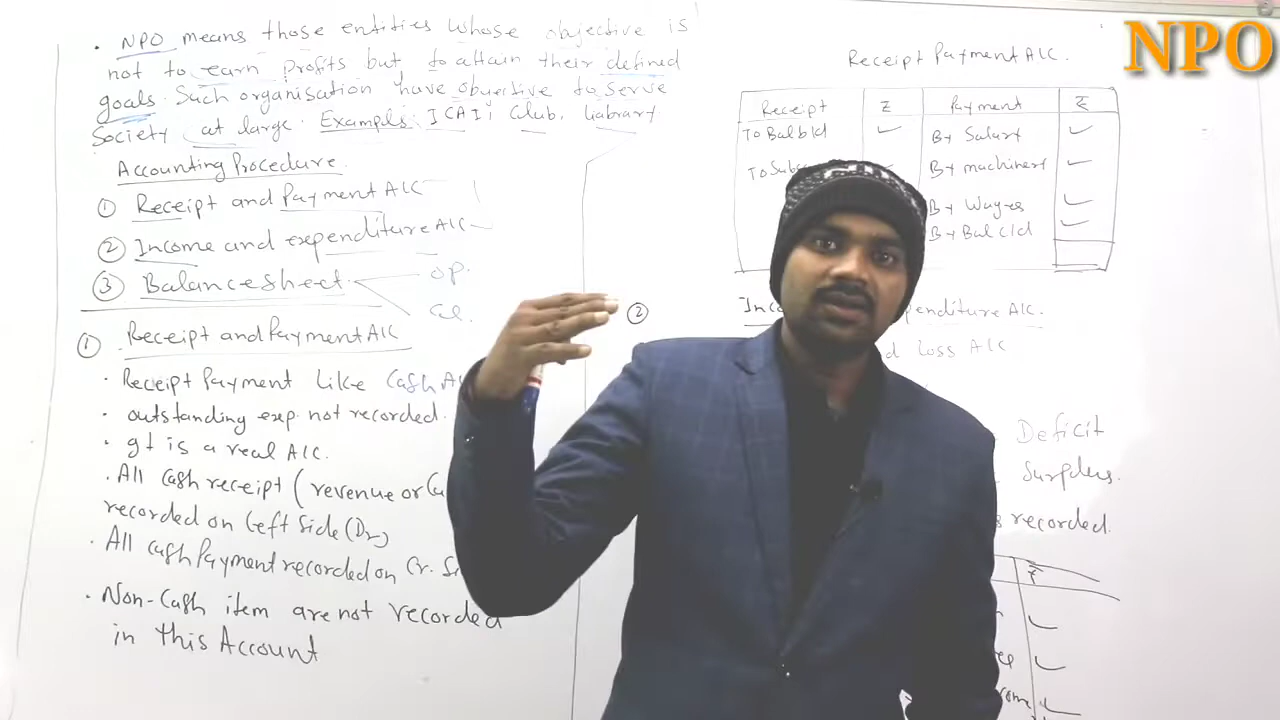 NPO
• NPO means those entities whose objective is
not to earn profits but to attain their defined
goals. Such organisation have objective to serve
Society at large. Example: ICAI, Club, Library.
Accounting Procedure
① Receipt and Payment A/C
② Income and expenditure A/C
③ Balance Sheet
op.
① Receipt and Payment A/C
• Receipt Payment Like Cash
• outstanding exp. not recorded.
• gt is a real A/C.
• All cash receipt (revenue or
recorded on Left Side (Dr)
• All cash Payment recorded on Cr.
• Non-Cash item are not recorded
in this Account
Receipt Payment A/C.
Receipt ₹ Payment ₹
To Bal b/d ✓ By Salary ✓
To By machinery ✓
By Wages ✓
By Bal c/d ✓
② penditure A/C.
Loss A/C
Deficit
Surplus.
recorded.
₹